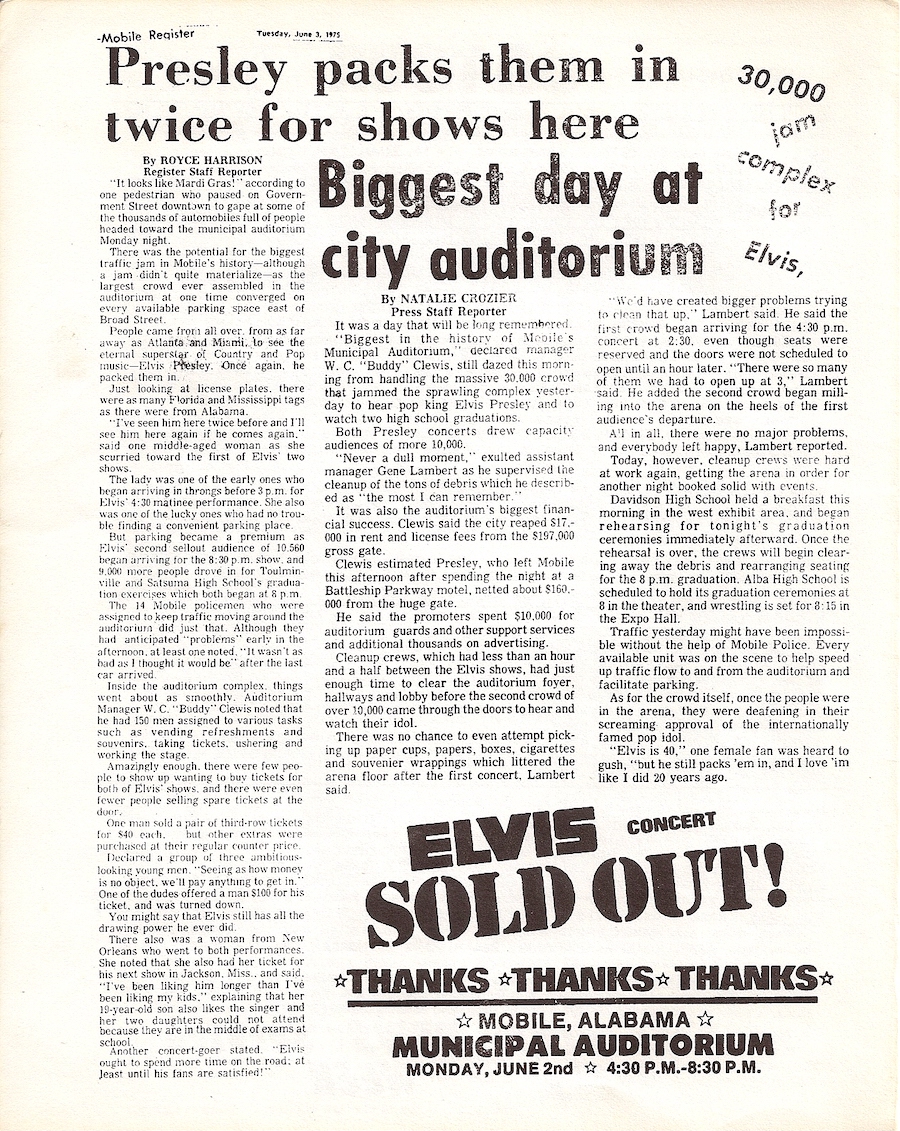 -Mobile Register
Tuesday, June 3, 1975
Presley packs them in
twice for shows here
30,000
jam
complex
for
Elvis,
By ROYCE HARRISON
Register Staff Reporter
"It looks like Mardi Gras!" according to
one pedestrian who paused on Govern-
ment Street downtown to gape at some of
the thousands of automobiles full of people
headed toward the municipal auditorium
Monday night.
There was the potential for the biggest
traffic jam in Mobile's history—although
a jam didn't quite materialize—as the
largest crowd ever assembled in the
auditorium at one time converged on
every available parking space east of
Broad Street.
People came from all over, from as far
away as Atlanta and Miami, to see the
eternal superstar of Country and Pop
music—Elvis Presley. Once again, he
packed them in.
Just looking at license plates, there
were as many Florida and Mississippi tags
as there were from Alabama.
"I've seen him here twice before and I'll
see him here again if he comes again,"
said one middle-aged woman as she
scurried toward the first of Elvis' two
shows.
The lady was one of the early ones who
began arriving in throngs before 3 p.m. for
Elvis' 4:30 matinee performance. She also
was one of the lucky ones who had no trou-
ble finding a convenient parking place.
But parking became a premium as
Elvis' second sellout audience of 10,560
began arriving for the 8:30 p.m. show, and
9,000 more people drove in for Toulmin-
ville and Satsuma High School's gradua-
tion exercises which both began at 8 p.m.
The 14 Mobile policemen who were
assigned to keep traffic moving around the
auditorium did just that. Although they
had anticipated "problems" early in the
afternoon, at least one noted, "It wasn't as
bad as I thought it would be" after the last
car arrived.
Inside the auditorium complex, things
went about as smoothly. Auditorium
Manager W. C. "Buddy" Clewis noted that
he had 150 men assigned to various tasks
such as vending refreshments and
souvenirs, taking tickets, ushering and
working the stage.
Amazingly enough, there were few peo-
ple to show up wanting to buy tickets for
both of Elvis' shows, and there were even
fewer people selling spare tickets at the
door.
One man sold a pair of third-row tickets
for $40 each, but other extras were
purchased at their regular counter price.
Declared a group of three ambitious-
looking young men, "Seeing as how money
is no object, we'll pay anything to get in."
One of the dudes offered a man $100 for his
ticket, and was turned down.
You might say that Elvis still has all the
drawing power he ever did.
There also was a woman from New
Orleans who went to both performances.
She noted that she also had her ticket for
his next show in Jackson, Miss., and said,
"I've been liking him longer than I've
been liking my kids," explaining that her
19-year-old son also likes the singer and
her two daughters could not attend
because they are in the middle of exams at
school.
Another concert-goer stated, "Elvis
ought to spend more time on the road; at
least until his fans are satisfied!"
Biggest day at
city auditorium
By NATALIE CROZIER
Press Staff Reporter
It was a day that will be long remembered.
"Biggest in the history of Mobile's
Municipal Auditorium," declared manager
W. C. "Buddy" Clewis, still dazed this morn-
ing from handling the massive 30,000 crowd
that jammed the sprawling complex yester-
day to hear pop king Elvis Presley and to
watch two high school graduations.
Both Presley concerts drew capacity
audiences of more 10,000.
"Never a dull moment," exulted assistant
manager Gene Lambert as he supervised the
cleanup of the tons of debris which he describ-
ed as "the most I can remember."
It was also the auditorium's biggest finan-
cial success. Clewis said the city reaped $17,-
000 in rent and license fees from the $197,000
gross gate.
Clewis estimated Presley, who left Mobile
this afternoon after spending the night at a
Battleship Parkway motel, netted about $160,-
000 from the huge gate.
He said the promoters spent $10,000 for
auditorium guards and other support services
and additional thousands on advertising.
Cleanup crews, which had less than an hour
and a half between the Elvis shows, had just
enough time to clear the auditorium foyer,
hallways and lobby before the second crowd of
over 10,000 came through the doors to hear and
watch their idol.
There was no chance to even attempt pick-
ing up paper cups, papers, boxes, cigarettes
and souvenier wrappings which littered the
arena floor after the first concert, Lambert
said.
"We'd have created bigger problems trying
to clean that up," Lambert said. He said the
first crowd began arriving for the 4:30 p.m.
concert at 2:30, even though seats were
reserved and the doors were not scheduled to
open until an hour later. "There were so many
of them we had to open up at 3," Lambert
said. He added the second crowd began mill-
ing into the arena on the heels of the first
audience's departure.
All in all, there were no major problems,
and everybody left happy, Lambert reported.
Today, however, cleanup crews were hard
at work again, getting the arena in order for
another night booked solid with events.
Davidson High School held a breakfast this
morning in the west exhibit area, and began
rehearsing for tonight's graduation
ceremonies immediately afterward. Once the
rehearsal is over, the crews will begin clear-
ing away the debris and rearranging seating
for the 8 p.m. graduation. Alba High School is
scheduled to hold its graduation ceremonies at
8 in the theater, and wrestling is set for 8:15 in
the Expo Hall.
Traffic yesterday might have been impossi-
ble without the help of Mobile Police. Every
available unit was on the scene to help speed
up traffic flow to and from the auditorium and
facilitate parking.
As for the crowd itself, once the people were
in the arena, they were deafening in their
screaming approval of the internationally
famed pop idol.
"Elvis is 40," one female fan was heard to
gush, "but he still packs 'em in, and I love 'im
like I did 20 years ago.
ELVIS CONCERT
SOLD OUT!
☆THANKS ☆THANKS☆THANKS☆
☆ MOBILE, ALABAMA ☆
MUNICIPAL AUDITORIUM
MONDAY, JUNE 2nd ☆ 4:30 P.M.-8:30 P.M.